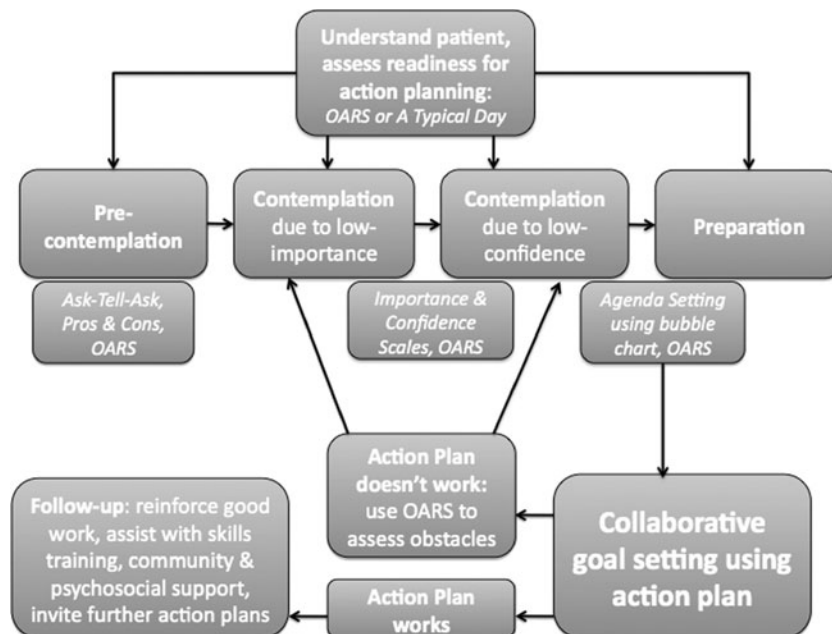 Understand patient,
assess readiness for
action planning:
OARS or A Typical Day
Pre-
contemplation
Contemplation
due to low-
importance
Contemplation
due to low-
confidence
Preparation
Ask-Tell-Ask,
Pros & Cons,
OARS
Importance &
Confidence
Scales, OARS
Agenda Setting
using bubble
chart, OARS
Action Plan
doesn't work:
use OARS to
assess obstacles
Collaborative
goal setting using
action plan
Follow-up: reinforce good
work, assist with skills
training, community &
psychosocial support,
invite further action plans
Action Plan
works